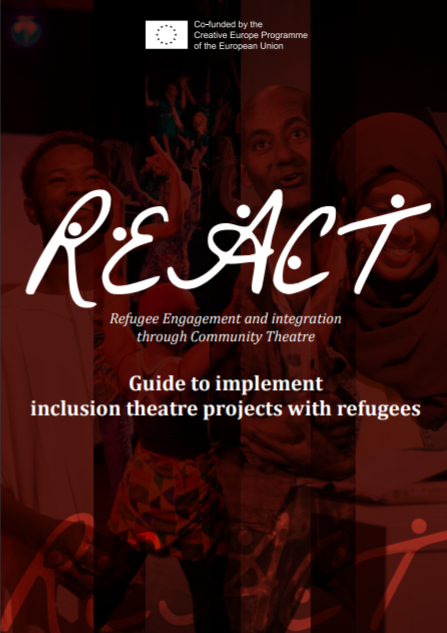 Co-funded by the
Creative Europe Programme
of the European Union
REACT
Refugee Engagement and integration
through Community Theatre
Guide to implement
inclusion theatre projects with refugees
REACT